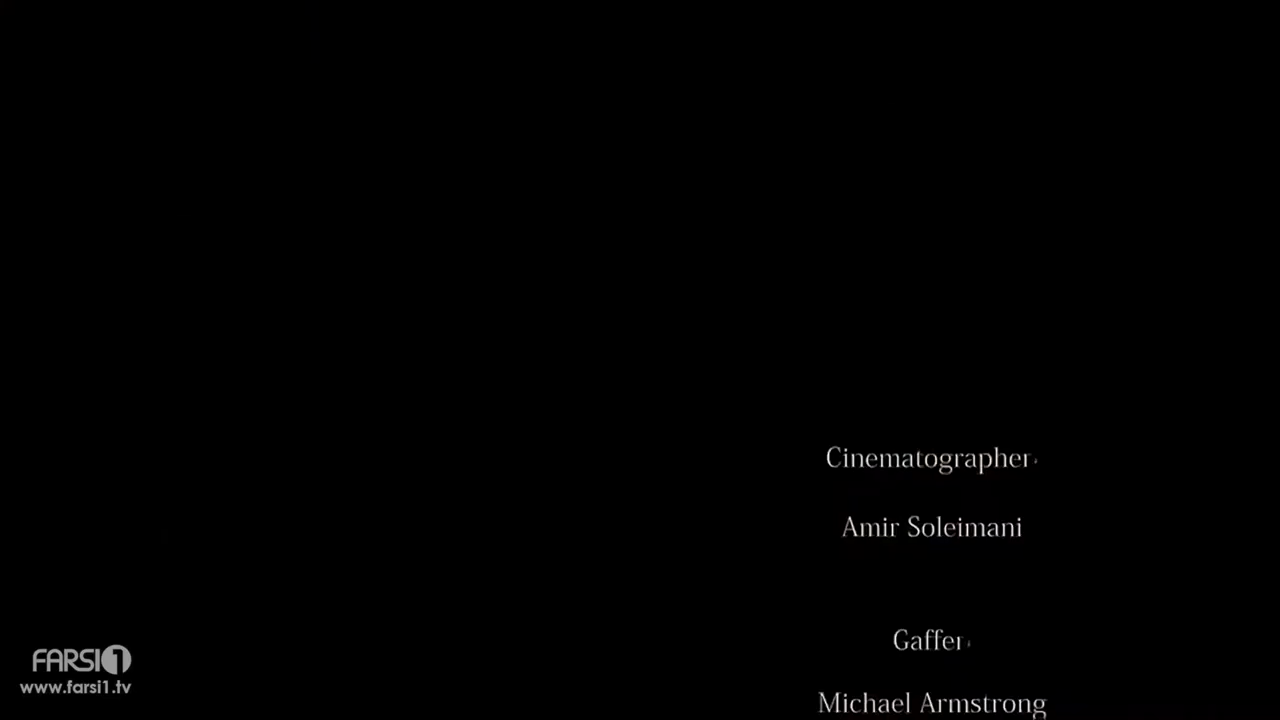 Cinematographer
Amir Soleimani
Gaffer
Michael Armstrong
FARSI1
www.farsi1.tv